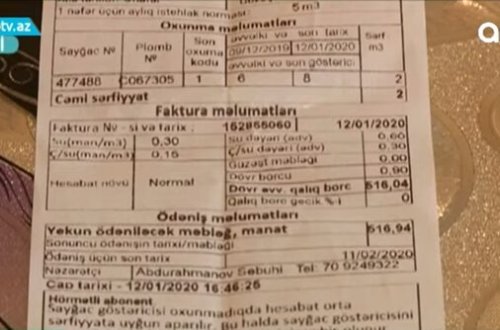 tv.az
1 nəfər üçün aylıq istehlak norması: 5 m3
Oxunma məlumatları
Sayğac № Plomb № Son oxuma kodu əvvəlki və son tarix Sərf m3
09/12/2019 12/01/2020
əvvəlki və son göstərici
477488 C067305 1 6 8 2
Cəmi sərfiyyat 2
Faktura məlumatları
Faktura № - si və tarix : 152855060 12/01/2020
Su(man/m3) 0,30 Su dəyəri (ədv) 0,60
Ç/su(man/m3) 0,15 Ç/su dəyəri (ədv) 0,30
Güzəşt məbləği 0,00
Hesabat növü Normal Dövr borcu 0,90
Dövr əvv. qalıq borc 516,04
Qalıq borc gecik % -i 0
Ödəniş məlumatları
Yekun ödəniləcək məbləğ, manat 516,94
Sonuncu ödənişin tarixi/məbləği
Ödəniş üçün son tarix 11/02/2020
Nəzarətçi Abdurahmanov Səbuhi Tel: 70 9249322
Çap tarixi - 12/01/2020 16:46:25
Hörmətli abonent
Sayğac göstəricisi oxunmadıqda hesabat orta
sərfiyyata uyğun aparılır. Bu halda sayğac göstəricisini